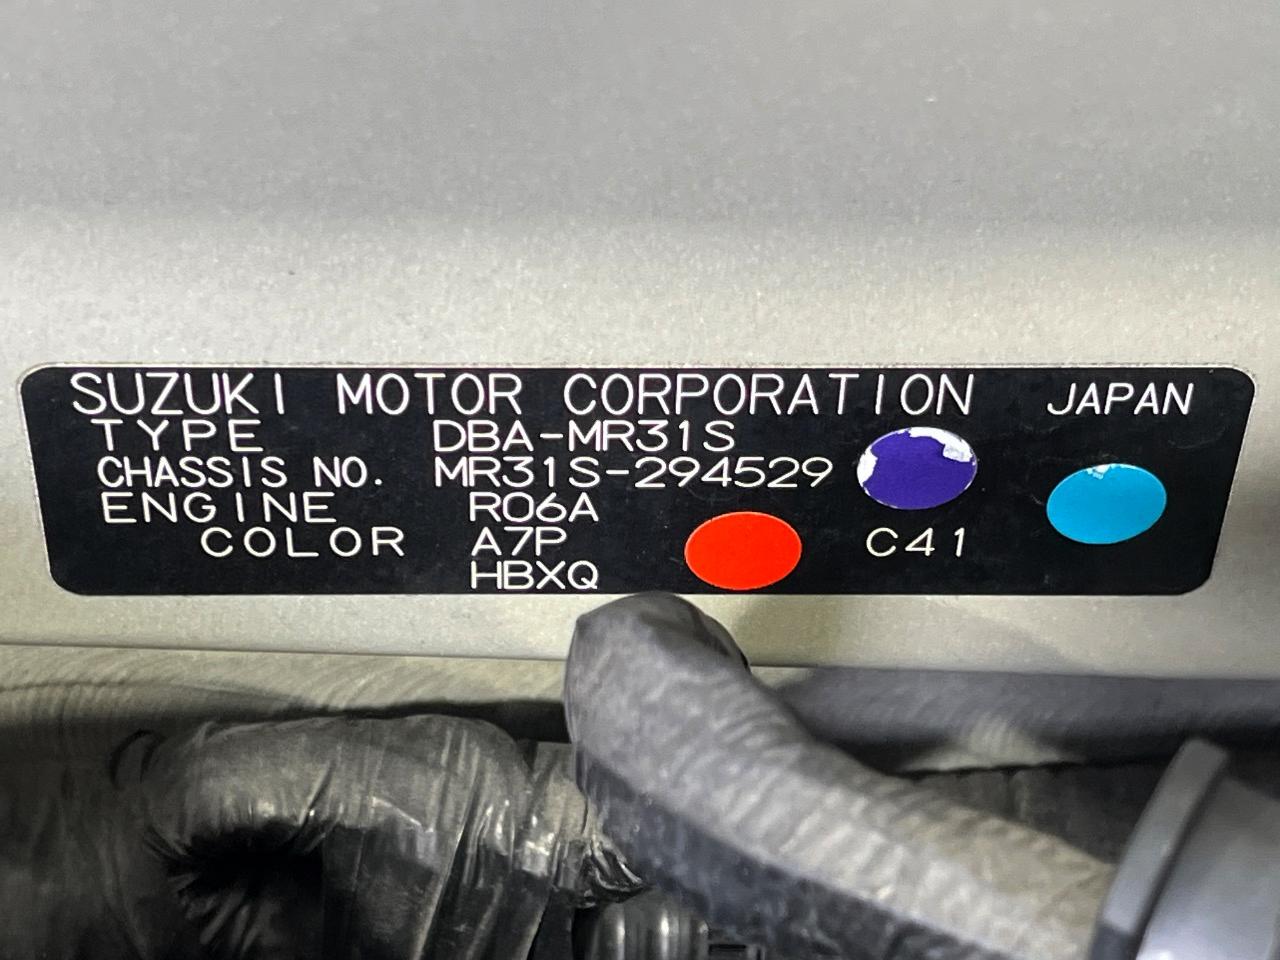 SUZUKI MOTOR CORPORATION JAPAN
TYPE DBA-MR31S
CHASSIS NO. MR31S-294529
ENGINE R06A
COLOR A7P C41
HBXQ